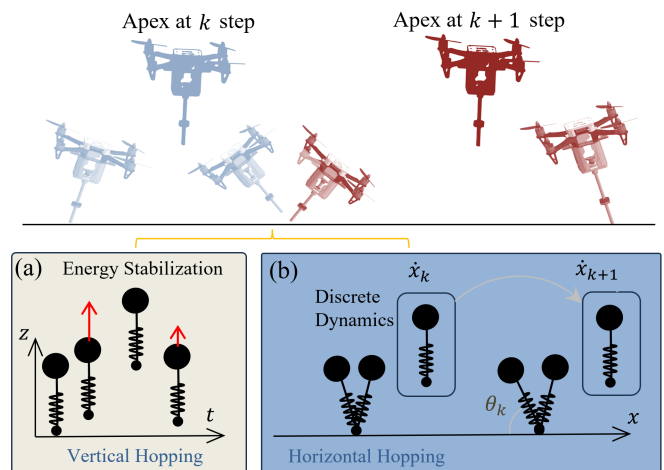 Apex at k step
Apex at k + 1 step
(a)
Energy Stabilization
z
t
Vertical Hopping
(b)
ẋₖ
ẋₖ₊₁
Discrete
Dynamics
θₖ
x
Horizontal Hopping